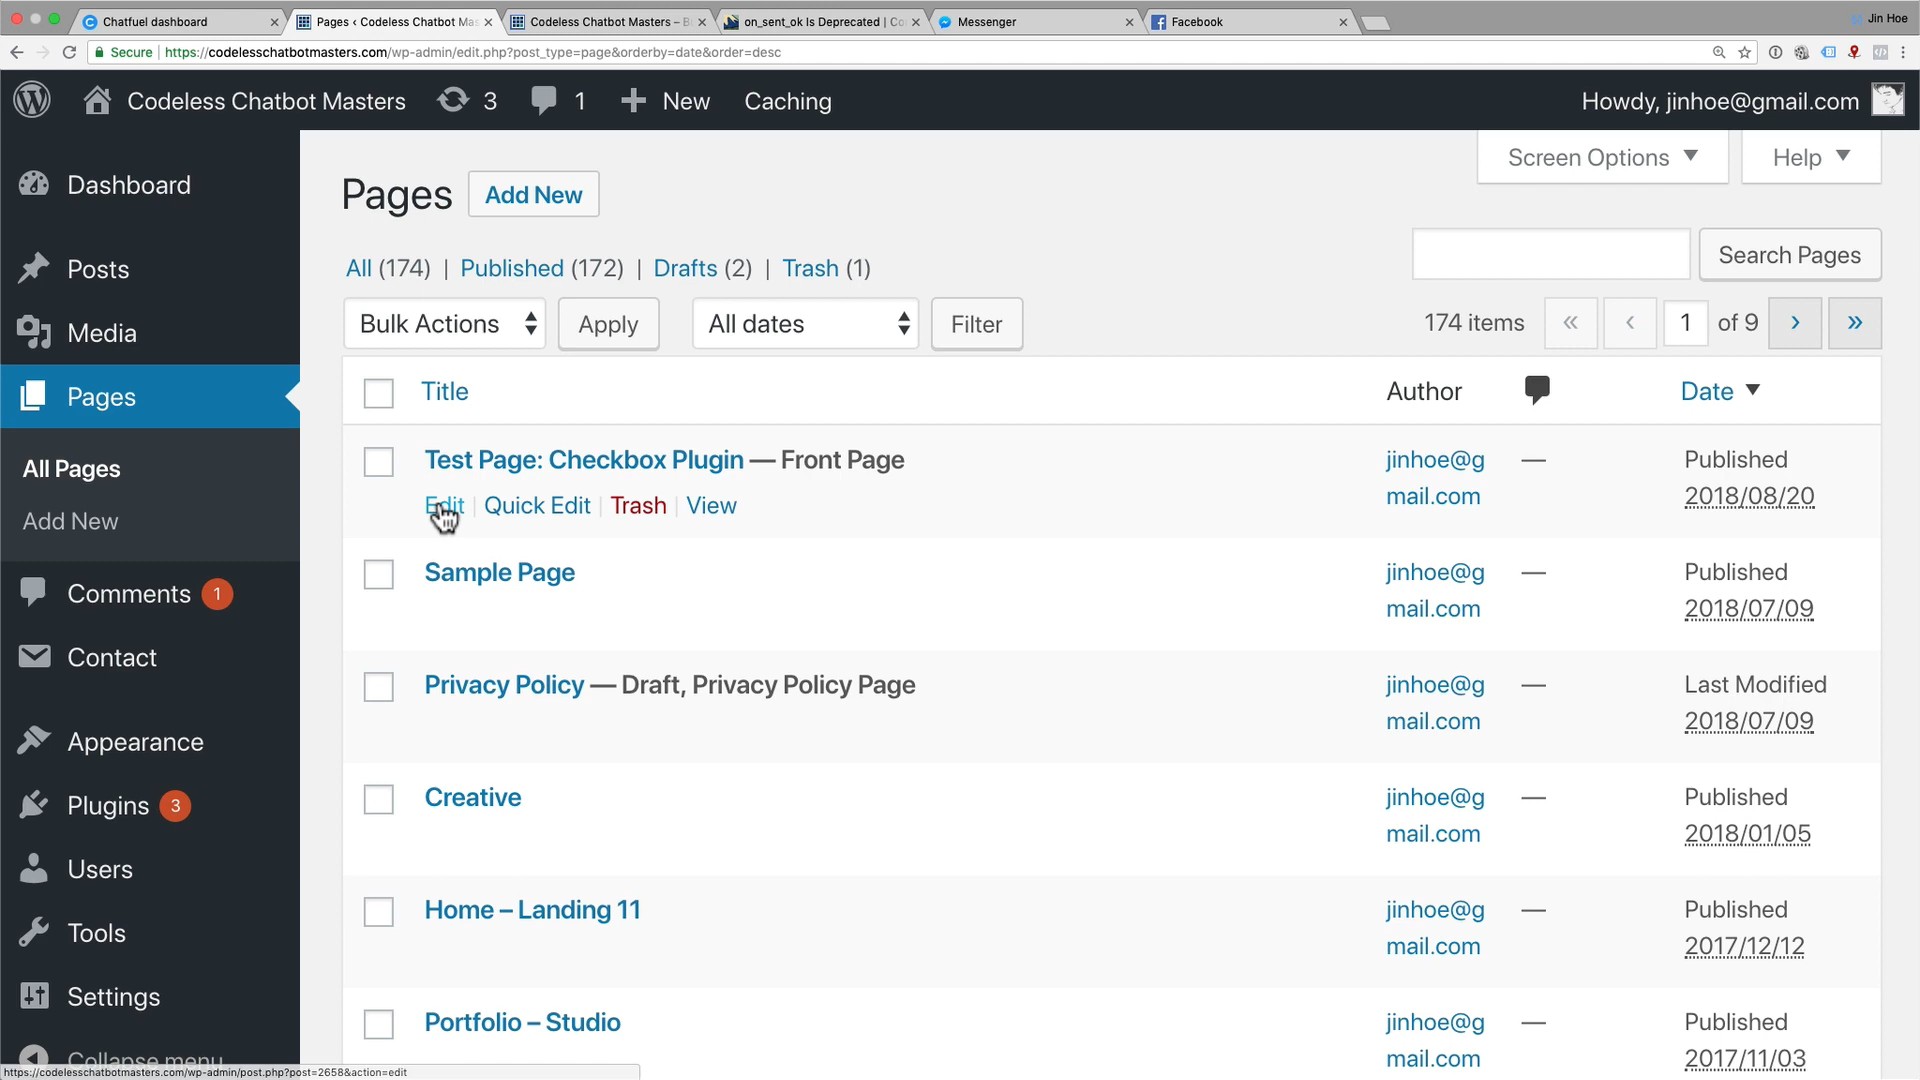 Chatfuel dashboard
Pages ‹ Codeless Chatbot Mas
Codeless Chatbot Masters – B
on_sent_ok Is Deprecated | Co
Messenger
Facebook
Jin Hoe
Secure
https://codelesschatbotmasters.com/wp-admin/edit.php?post_type=page&orderby=date&order=desc
Codeless Chatbot Masters 3 1 New Caching
Howdy, jinhoe@gmail.com
Screen Options
Help
Dashboard
Posts
Media
Pages
All Pages
Add New
Comments 1
Contact
Appearance
Plugins 3
Users
Tools
Settings
Collapse menu
Pages Add New
All (174) | Published (172) | Drafts (2) | Trash (1)
Search Pages
Bulk Actions Apply All dates Filter
174 items « ‹ 1 of 9 › »
Title Author Date
Test Page: Checkbox Plugin — Front Page
Edit | Quick Edit | Trash | View
jinhoe@g
mail.com
—
Published
2018/08/20
Sample Page
jinhoe@g
mail.com
—
Published
2018/07/09
Privacy Policy — Draft, Privacy Policy Page
jinhoe@g
mail.com
—
Last Modified
2018/07/09
Creative
jinhoe@g
mail.com
—
Published
2018/01/05
Home – Landing 11
jinhoe@g
mail.com
—
Published
2017/12/12
Portfolio – Studio
jinhoe@g
mail.com
—
Published
2017/11/03
https://codelesschatbotmasters.com/wp-admin/post.php?post=2658&action=edit